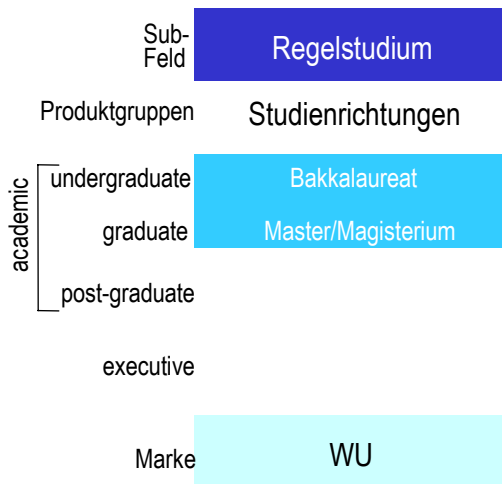 Sub-
Feld
Regelstudium
Produktgruppen
Studienrichtungen
academic
undergraduate
Bakkalaureat
graduate
Master/Magisterium
post-graduate
executive
Marke
WU